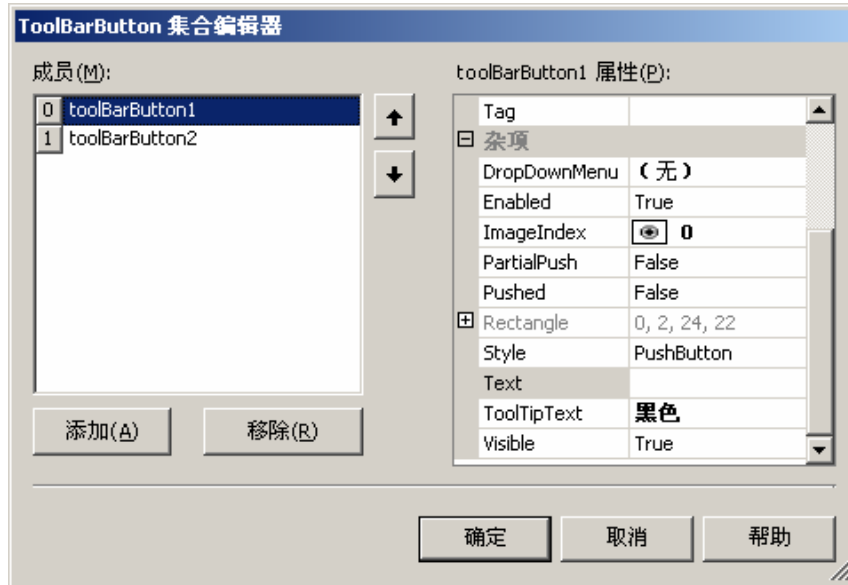 ToolBarButton 集合编辑器
成员(M):
0 toolBarButton1
1 toolBarButton2
添加(A)
移除(R)
toolBarButton1 属性(P):
Tag
杂项
DropDownMenu （无）
Enabled True
ImageIndex 0
PartialPush False
Pushed False
Rectangle 0, 2, 24, 22
Style PushButton
Text
ToolTipText 黑色
Visible True
确定
取消
帮助